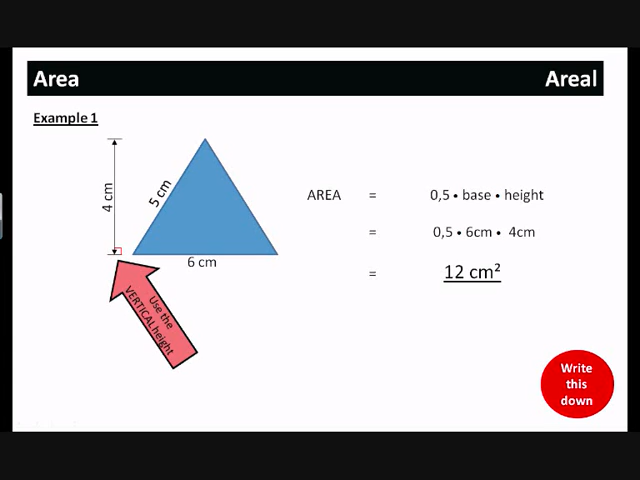 Area
Areal
Example 1
4 cm
5 cm
6 cm
Use the
VERTICAL height
AREA = 0,5 • base • height
= 0,5 • 6cm • 4cm
= 12 cm²
Write
this
down